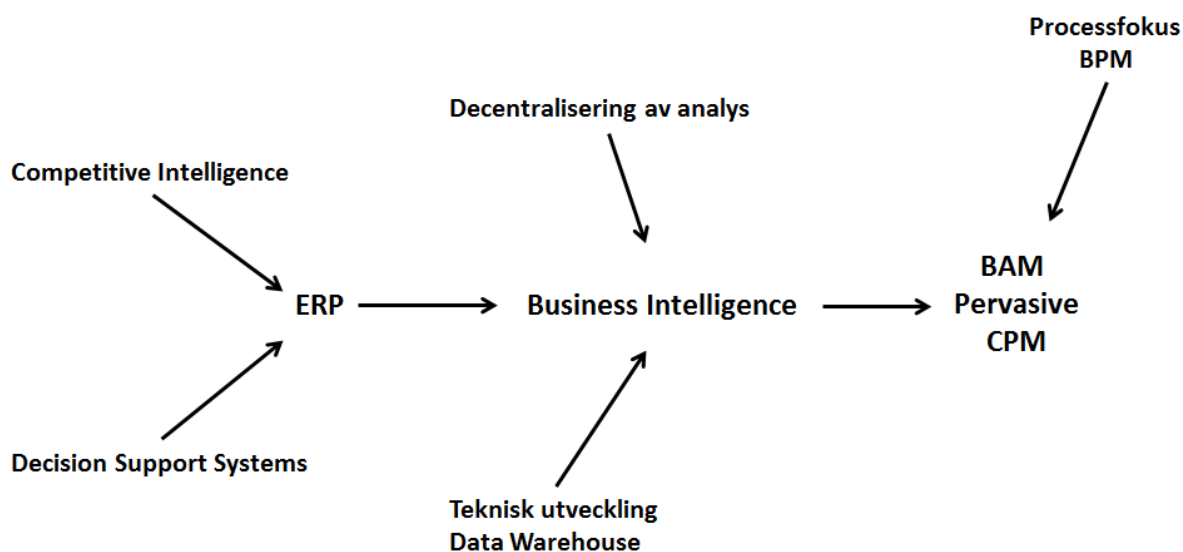 Processfokus
BPM
Decentralisering av analys
Competitive Intelligence
ERP
Business Intelligence
BAM
Pervasive
CPM
Decision Support Systems
Teknisk utveckling
Data Warehouse